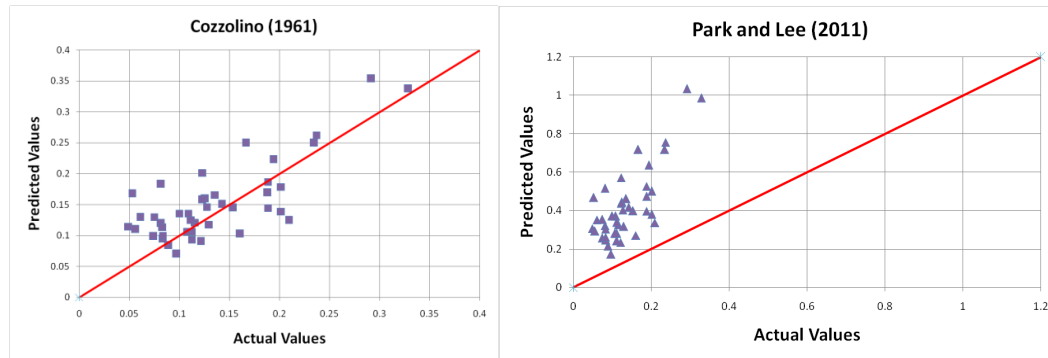 Cozzolino (1961)
Predicted Values
0.4
0.35
0.3
0.25
0.2
0.15
0.1
0.05
0
0 0.05 0.1 0.15 0.2 0.25 0.3 0.35 0.4
Actual Values
Park and Lee (2011)
Predicted Values
1.2
1
0.8
0.6
0.4
0.2
0
0 0.2 0.4 0.6 0.8 1 1.2
Actual Values